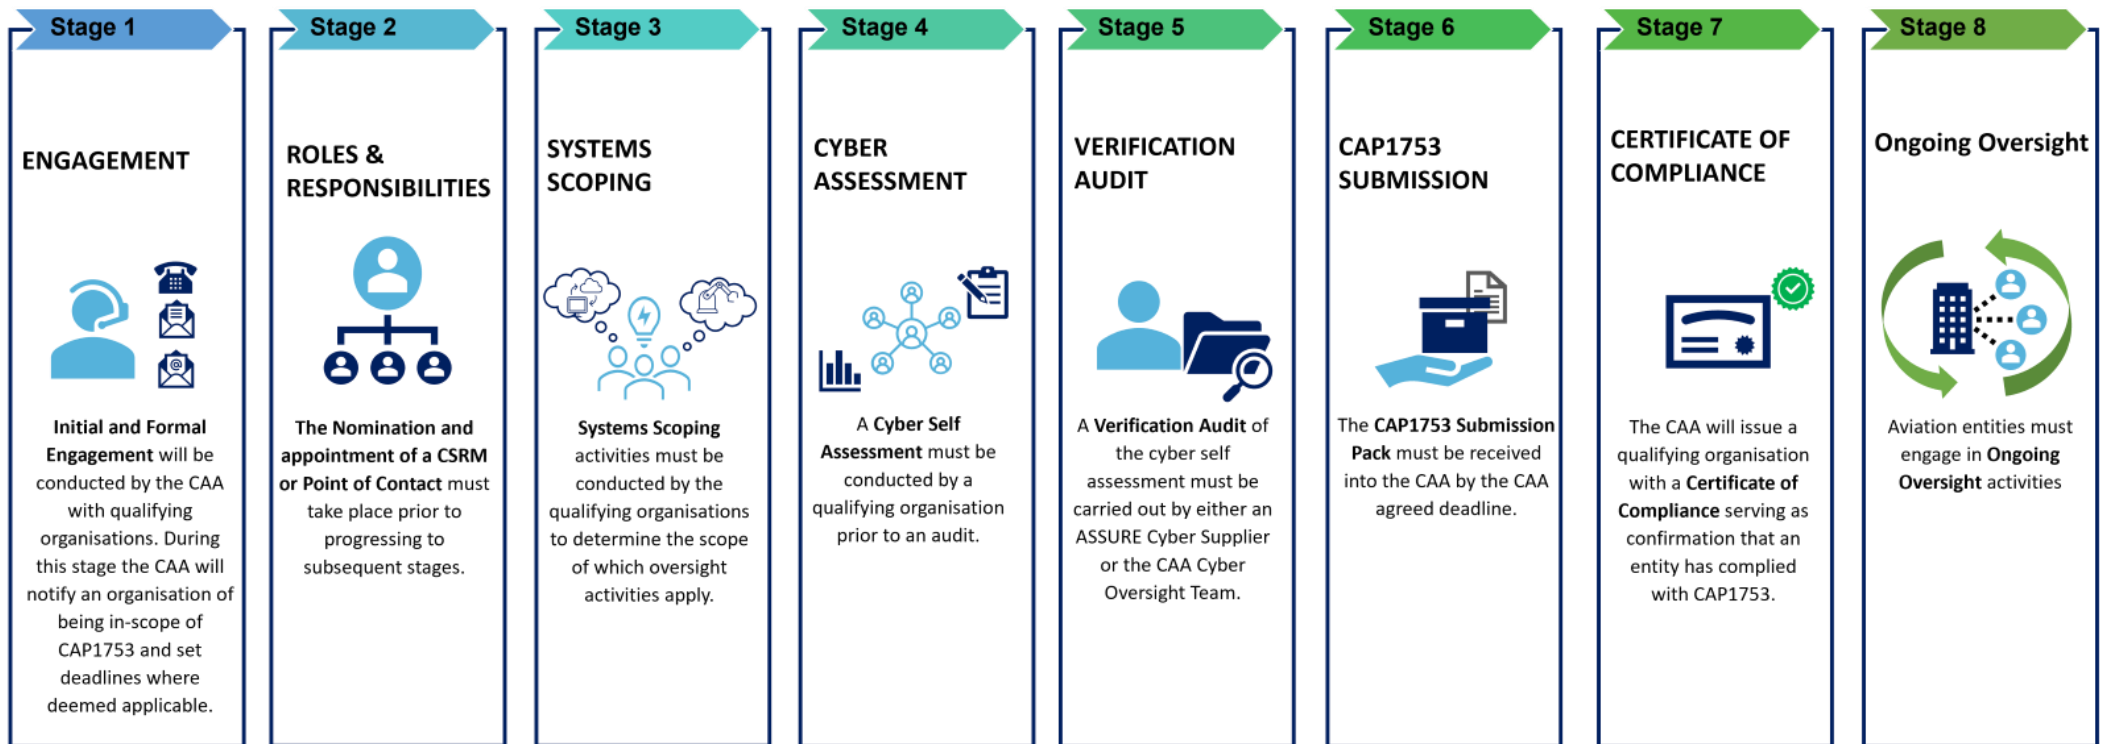 Stage 1
ENGAGEMENT
Initial and Formal
Engagement will be
conducted by the CAA
with qualifying
organisations. During
this stage the CAA will
notify an organisation of
being in-scope of
CAP1753 and set
deadlines where
deemed applicable.
Stage 2
ROLES &
RESPONSIBILITIES
The Nomination and
appointment of a CSRM
or Point of Contact must
take place prior to
progressing to
subsequent stages.
Stage 3
SYSTEMS
SCOPING
Systems Scoping
activities must be
conducted by the
qualifying organisations
to determine the scope
of which oversight
activities apply.
Stage 4
CYBER
ASSESSMENT
A Cyber Self
Assessment must be
conducted by a
qualifying organisation
prior to an audit.
Stage 5
VERIFICATION
AUDIT
A Verification Audit of
the cyber self
assessment must be
carried out by either an
ASSURE Cyber Supplier
or the CAA Cyber
Oversight Team.
Stage 6
CAP1753
SUBMISSION
The CAP1753 Submission
Pack must be received
into the CAA by the CAA
agreed deadline.
Stage 7
CERTIFICATE OF
COMPLIANCE
The CAA will issue a
qualifying organisation
with a Certificate of
Compliance serving as
confirmation that an
entity has complied
with CAP1753.
Stage 8
Ongoing Oversight
Aviation entities must
engage in Ongoing
Oversight activities